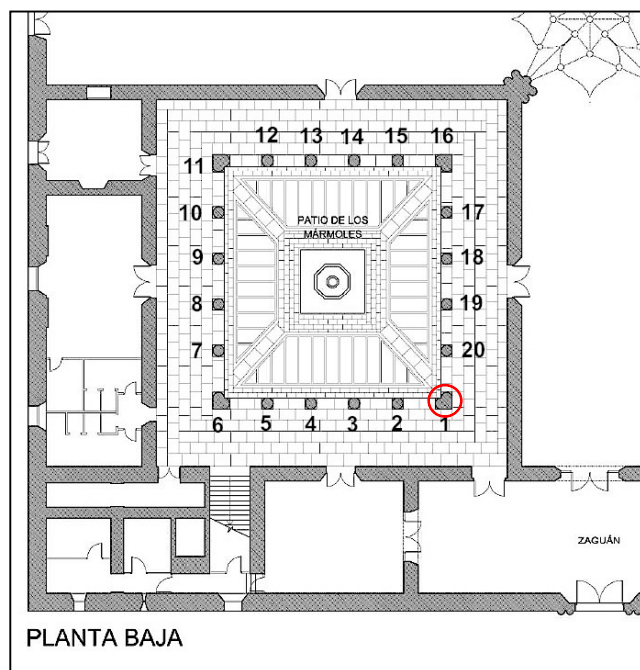 12 13 14 15 16
11
10 17
PATIO DE LOS
MÁRMOLES
9 18
8 19
7 20
6 5 4 3 2 1
ZAGUÁN
PLANTA BAJA